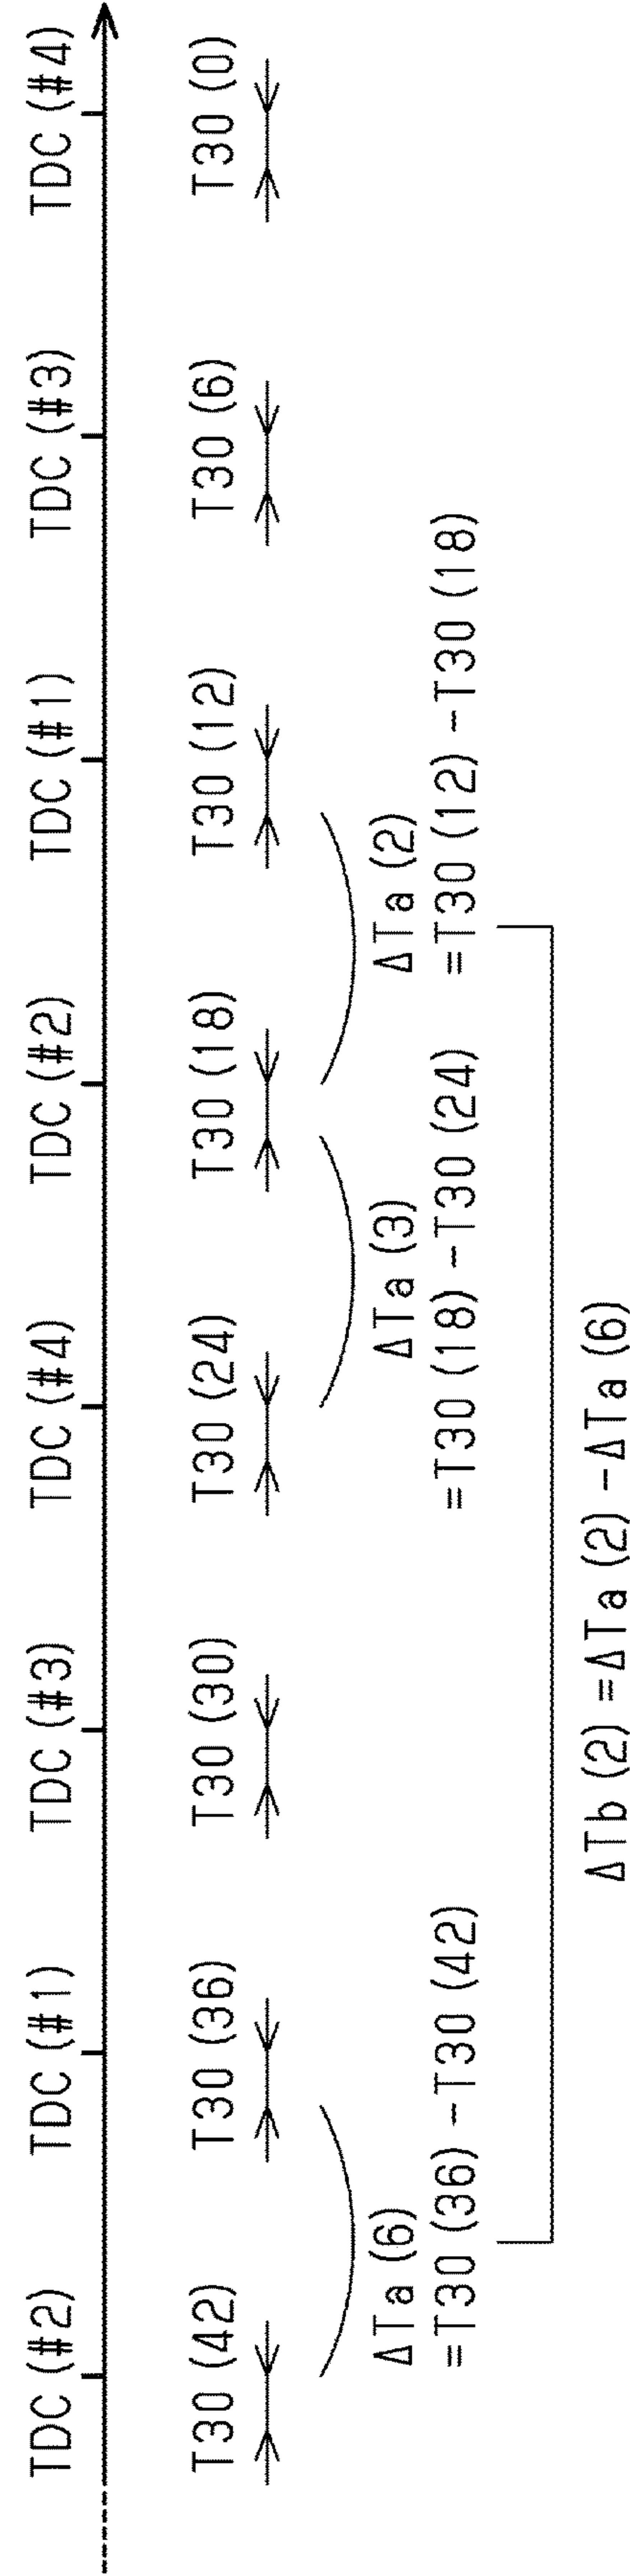 TDC (#2) TDC (#1) TDC (#3) TDC (#4) TDC (#2) TDC (#1) TDC (#3) TDC (#4)
T30 (42) T30 (36) T30 (30) T30 (24) T30 (18) T30 (12) T30 (6) T30 (0)
ΔTa (6) ΔTa (3) ΔTa (2)
=T30 (36) -T30 (42) =T30 (18) -T30 (24) =T30 (12) -T30 (18)
ΔTb (2) =ΔTa (2) -ΔTa (6)